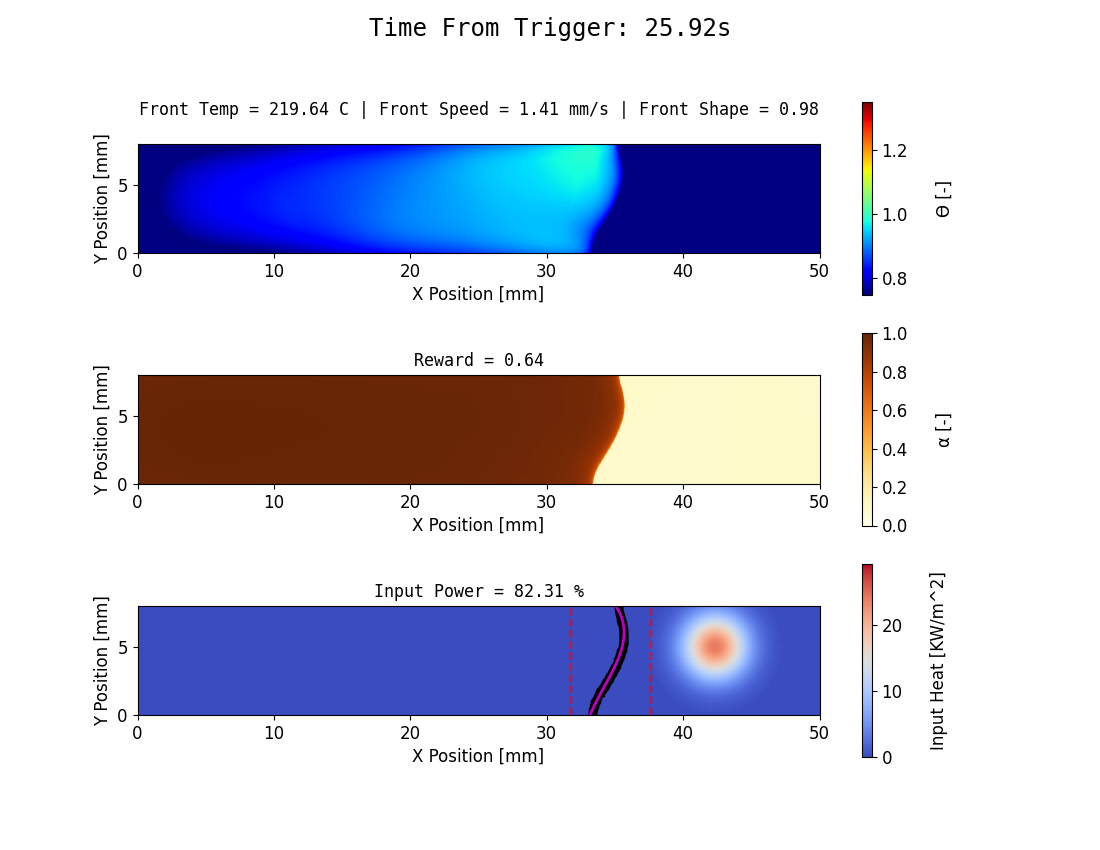 Time From Trigger: 25.92s
Front Temp = 219.64 C | Front Speed = 1.41 mm/s | Front Shape = 0.98
Y Position [mm]
5
0
0 10 20 30 40 50
X Position [mm]
1.2
1.0
0.8
Θ [-]
Reward = 0.64
Y Position [mm]
5
0
0 10 20 30 40 50
X Position [mm]
1.0
0.8
0.6
0.4
0.2
0.0
α [-]
Input Power = 82.31 %
Y Position [mm]
5
0
0 10 20 30 40 50
X Position [mm]
20
10
0
Input Heat [KW/m^2]